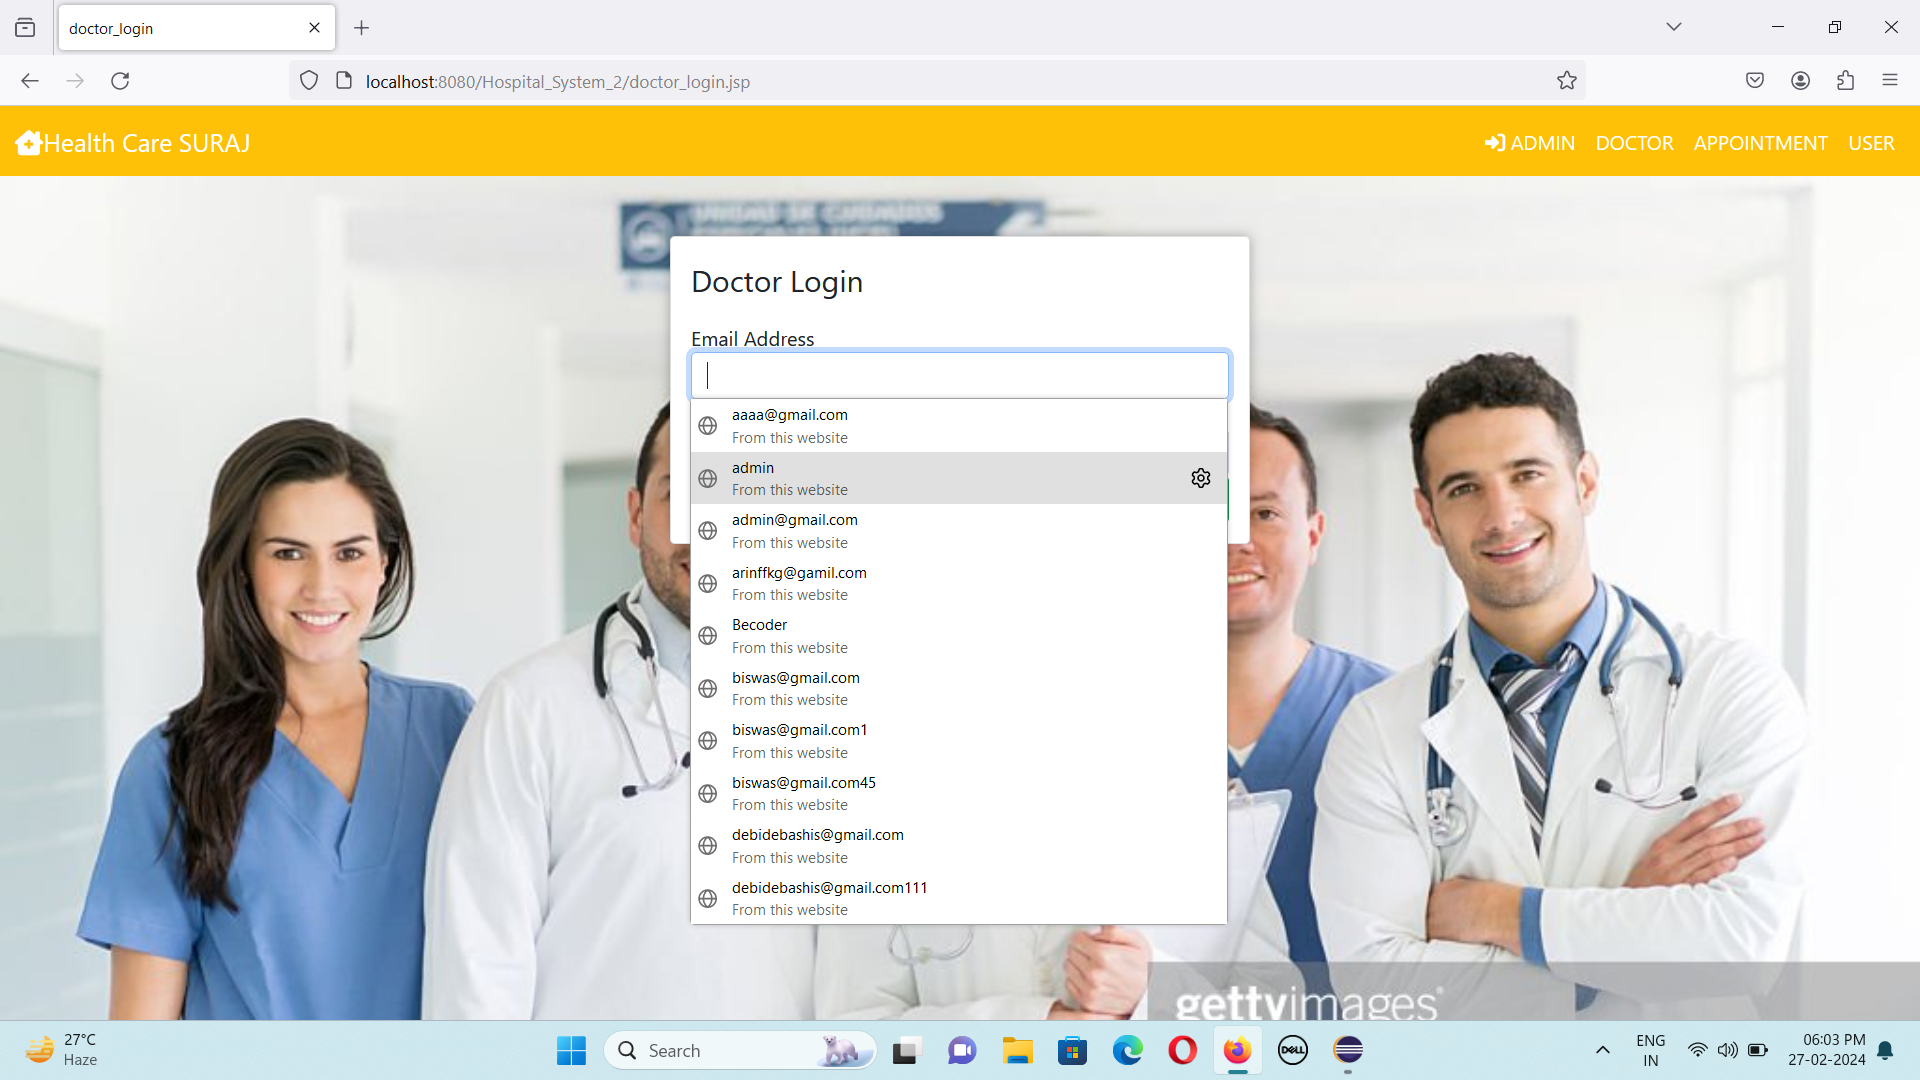 doctor_login
localhost:8080/Hospital_System_2/doctor_login.jsp
Health Care SURAJ
ADMIN DOCTOR APPOINTMENT USER
UNIDAD DE CUIDADOS
Doctor Login
Email Address
aaaa@gmail.com
From this website
admin
From this website
admin@gmail.com
From this website
arinffkg@gamil.com
From this website
Becoder
From this website
biswas@gmail.com
From this website
biswas@gmail.com1
From this website
biswas@gmail.com45
From this website
debidebashis@gmail.com
From this website
debidebashis@gmail.com111
From this website
gettyimages®
27°C
Haze
Search
DELL
ENG
IN
06:03 PM
27-02-2024